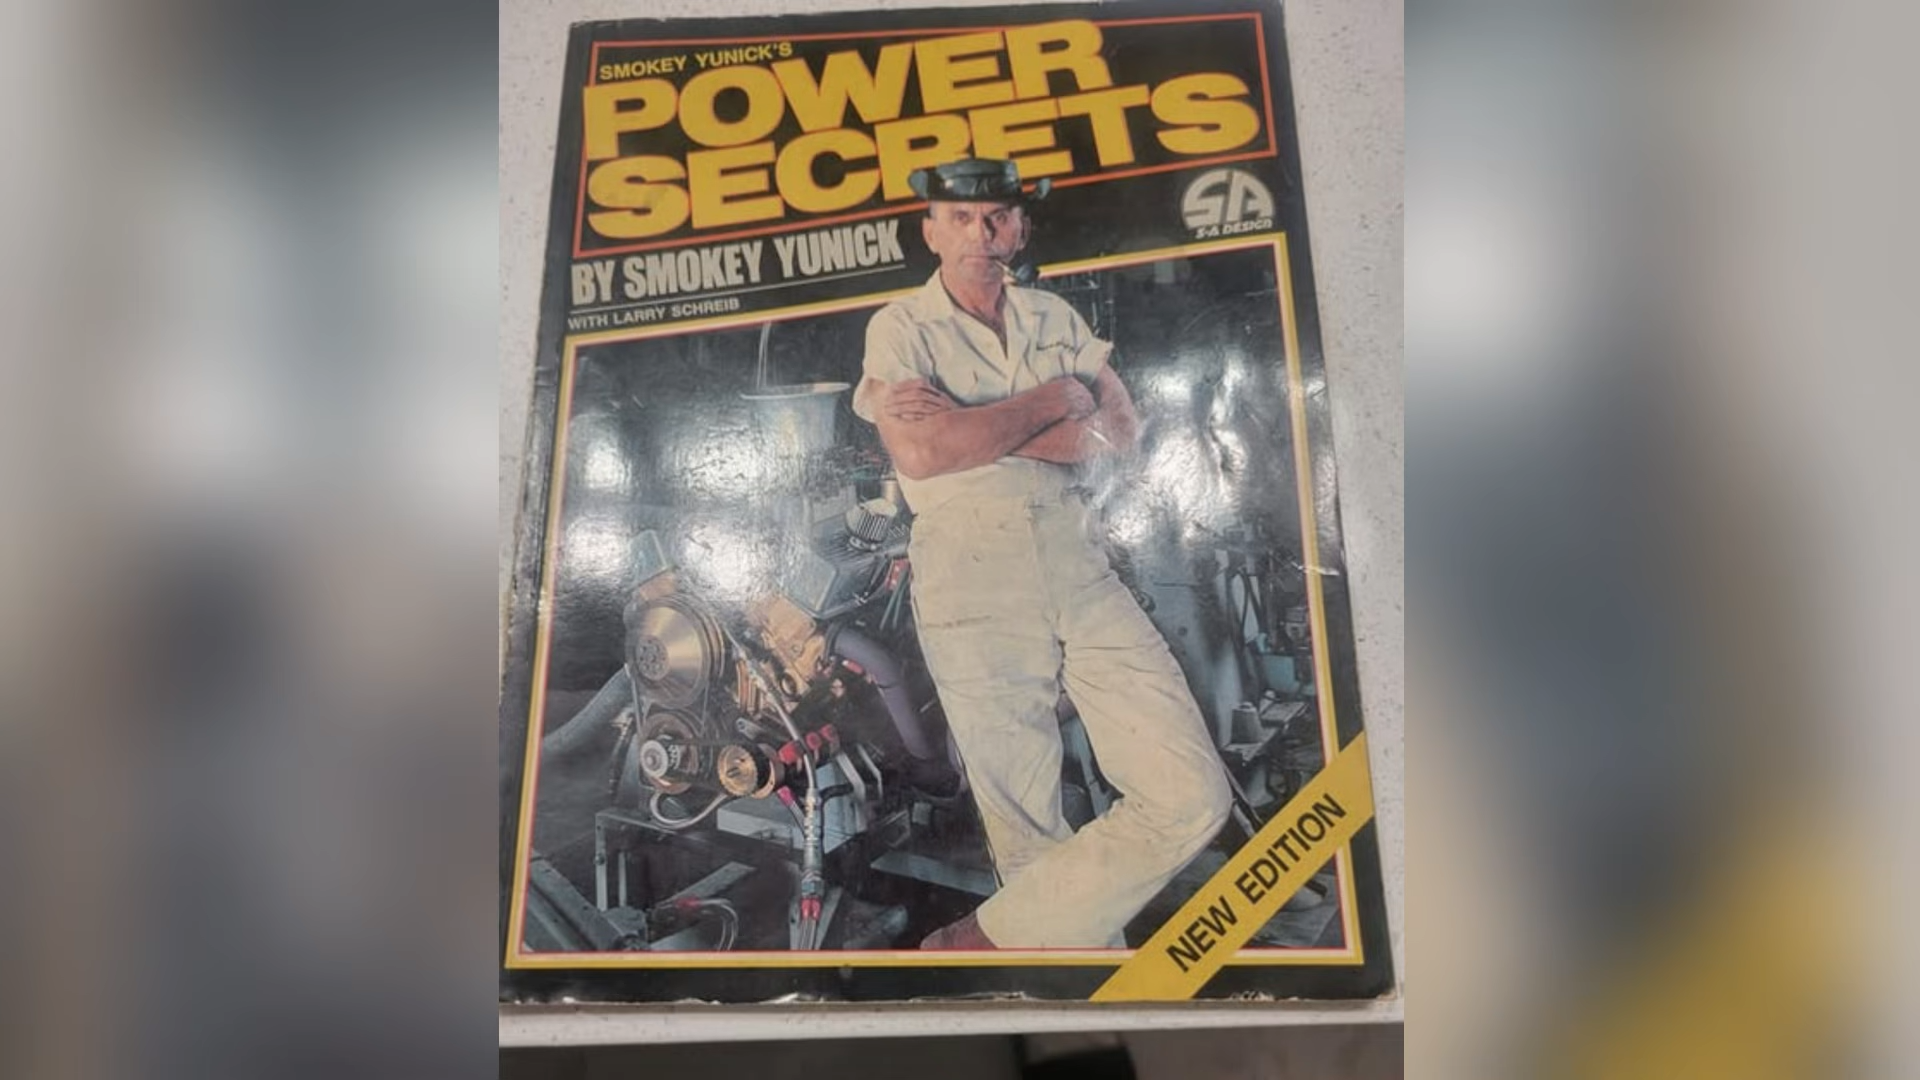 SMOKEY YUNICK'S
POWER
SECRETS
SA
S-A DESIGN
BY SMOKEY YUNICK
WITH LARRY SCHREIB
NEW EDITION